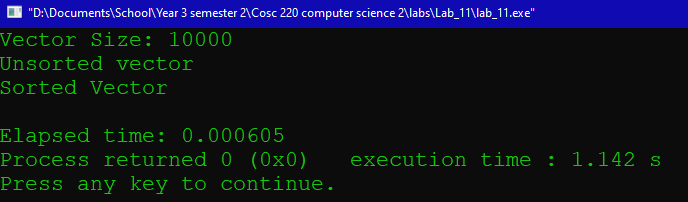 "D:\Documents\School\Year 3 semester 2\Cosc 220 computer science 2\labs\Lab_11\lab_11.exe"
Vector Size: 10000
Unsorted vector
Sorted Vector
Elapsed time: 0.000605
Process returned 0 (0x0)   execution time : 1.142 s
Press any key to continue.